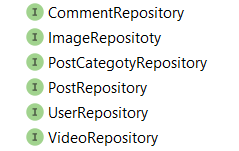 I CommentRepository
I ImageRepositoty
I PostCategotyRepository
I PostRepository
I UserRepository
I VideoRepository